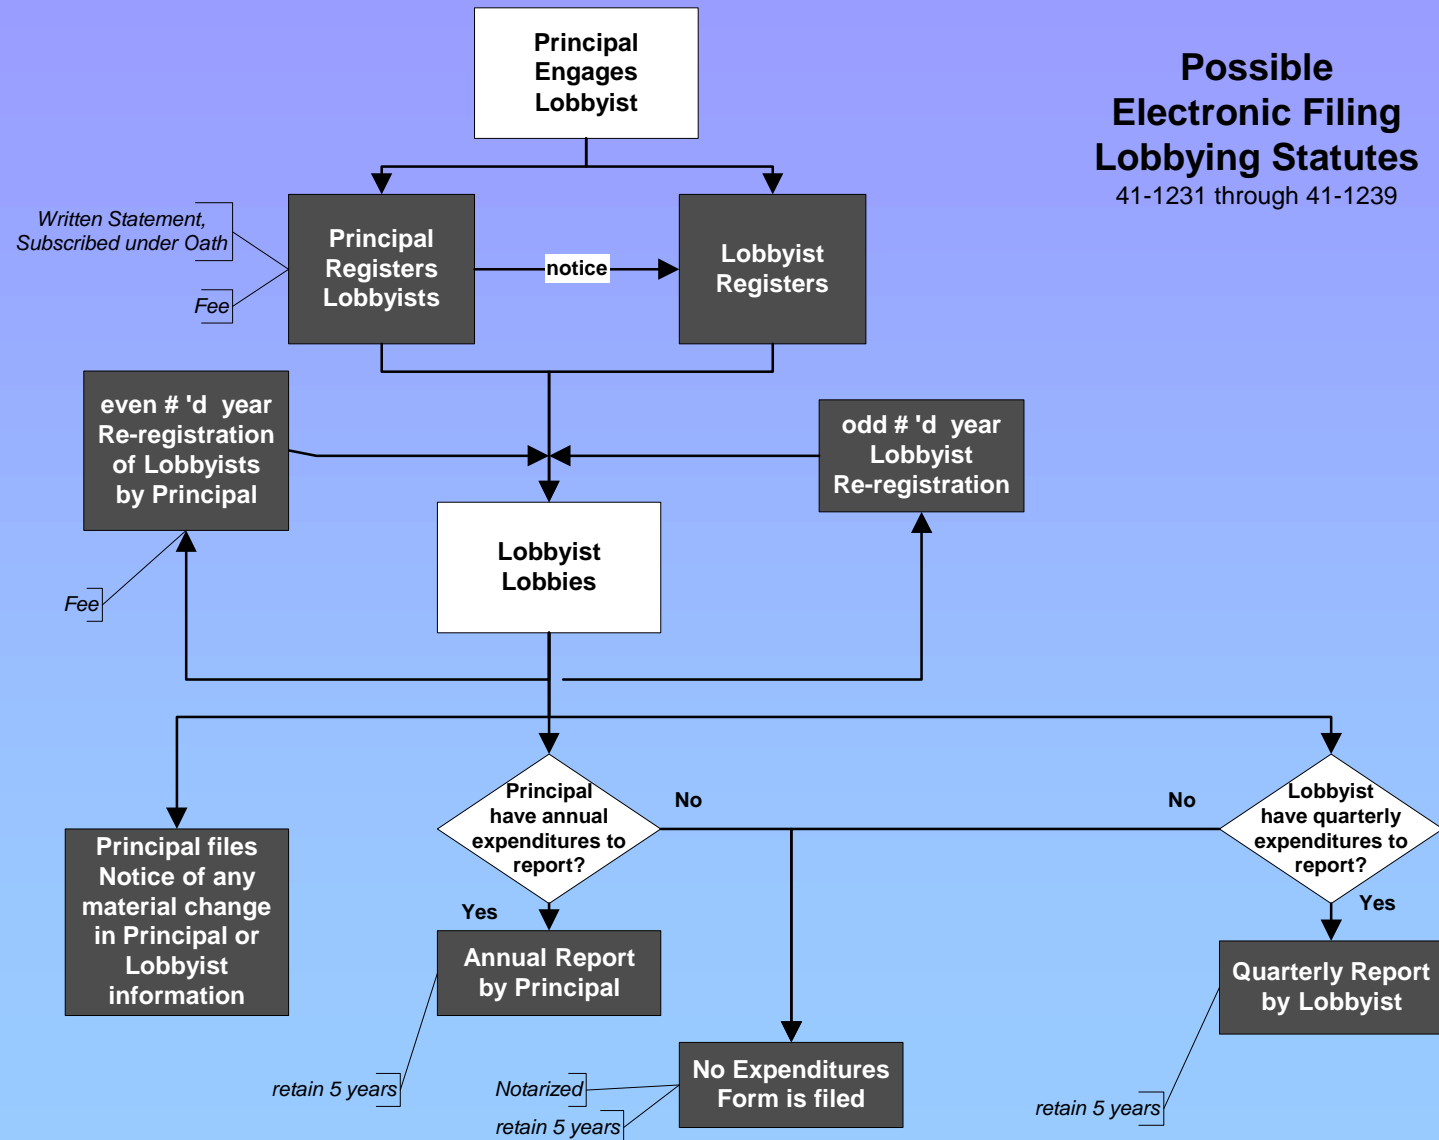 Principal
Engages
Lobbyist
Possible
Electronic Filing
Lobbying Statutes
41-1231 through 41-1239
Written Statement,
Subscribed under Oath
Fee
Principal
Registers
Lobbyists
notice
Lobbyist
Registers
even # 'd  year
Re-registration
of Lobbyists
by Principal
Fee
odd # 'd  year
Lobbyist
Re-registration
Lobbyist
Lobbies
Principal files
Notice of any
material change
in Principal or
Lobbyist
information
Principal
have annual
expenditures to
report?
No
Yes
Annual Report
by Principal
retain 5 years
No Expenditures
Form is filed
Notarized
retain 5 years
No
Lobbyist
have quarterly
expenditures to
report?
Yes
Quarterly Report
by Lobbyist
retain 5 years